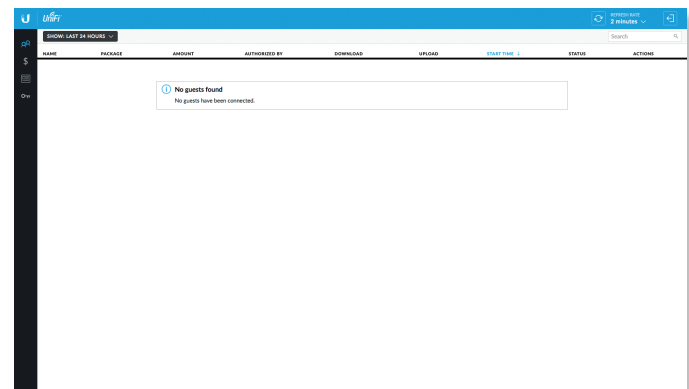 UniFi
REFRESH RATE
2 minutes
SHOW: LAST 24 HOURS
Search
NAME PACKAGE AMOUNT AUTHORIZED BY DOWNLOAD UPLOAD START TIME ↓ STATUS ACTIONS
No guests found
No guests have been connected.